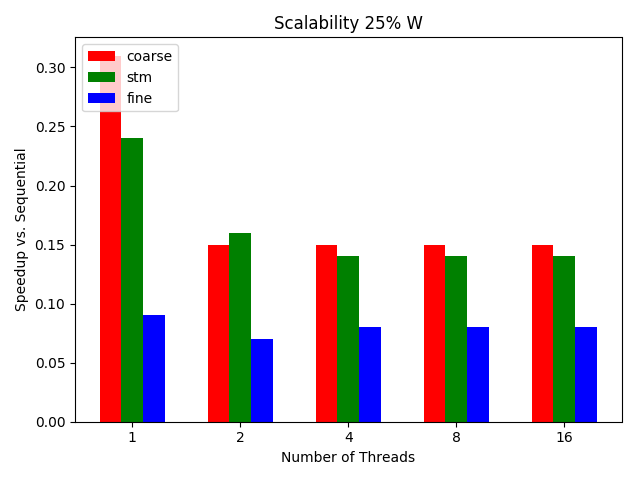 Scalability 25% W
coarse
stm
fine
Speedup vs. Sequential
0.30
0.25
0.20
0.15
0.10
0.05
0.00
1 2 4 8 16
Number of Threads